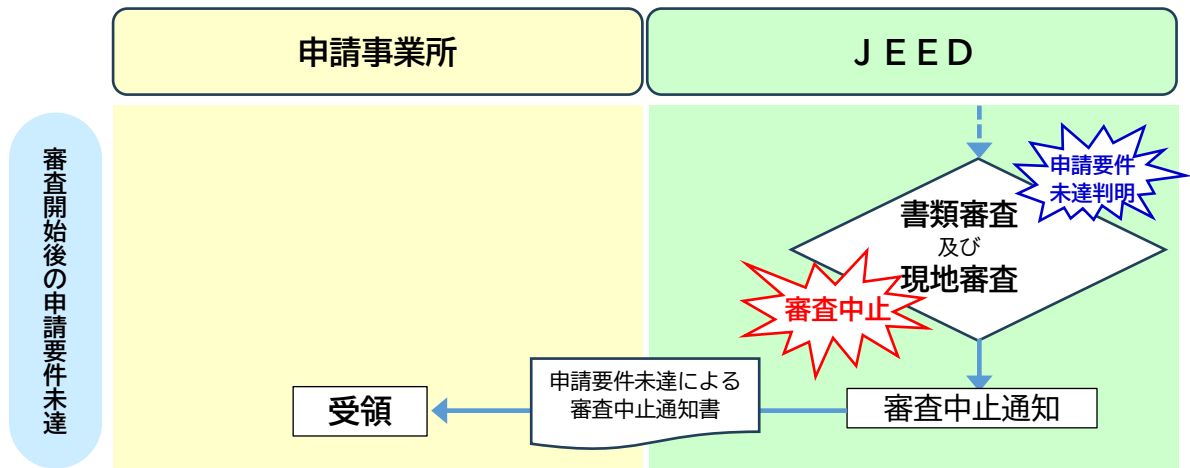 申請事業所
ＪＥＥＤ
審査開始後の申請要件未達
申請要件
未達判明
書類審査
及び
現地審査
審査中止
申請要件未達による
審査中止通知書
受領
審査中止通知